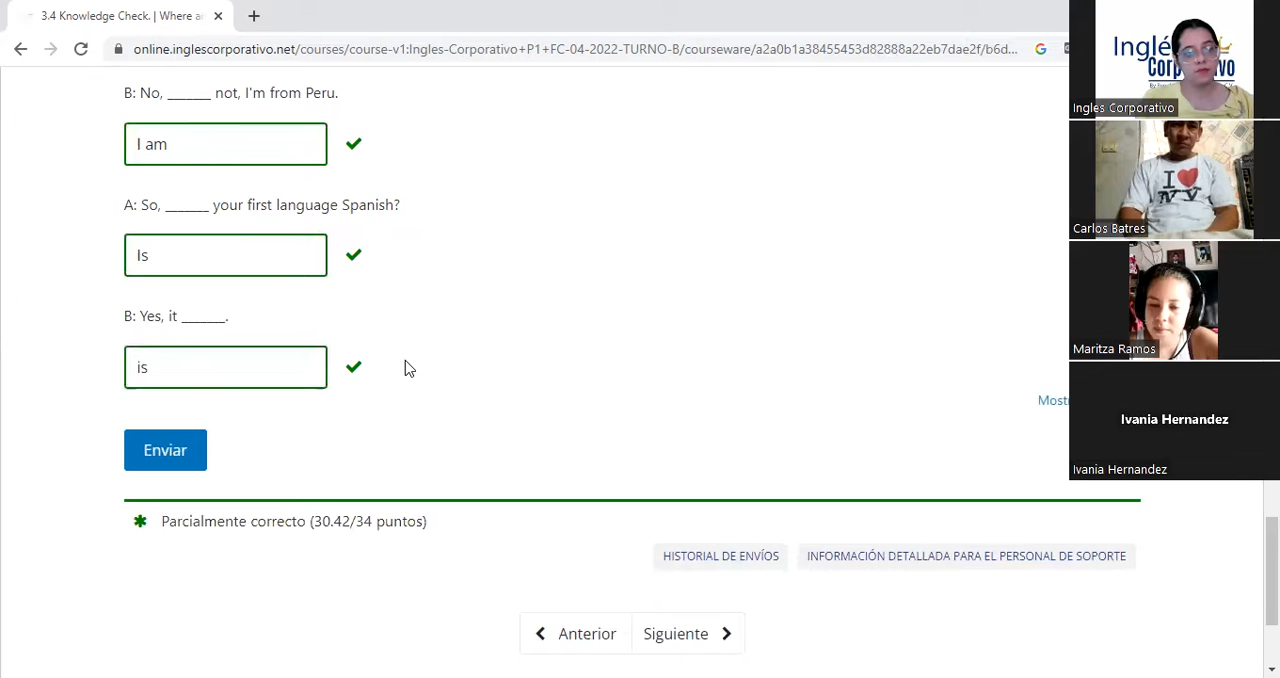 3.4 Knowledge Check. | Where a
online.inglescorporativo.net/courses/course-v1:Ingles-Corporativo+P1+FC-04-2022-TURNO-B/courseware/a2a0b1a38455453d82888a22eb7dae2f/b6d...
B: No, ______ not, I'm from Peru.
I am
A: So, ______ your first language Spanish?
Is
B: Yes, it ______.
is
Most
Enviar
Parcialmente correcto (30.42/34 puntos)
HISTORIAL DE ENVÍOS
INFORMACIÓN DETALLADA PARA EL PERSONAL DE SOPORTE
Anterior
Siguiente
Inglé
Corporativo
Ingles Corporativo
I ♥
NY
Carlos Batres
Maritza Ramos
Ivania Hernandez
Ivania Hernandez